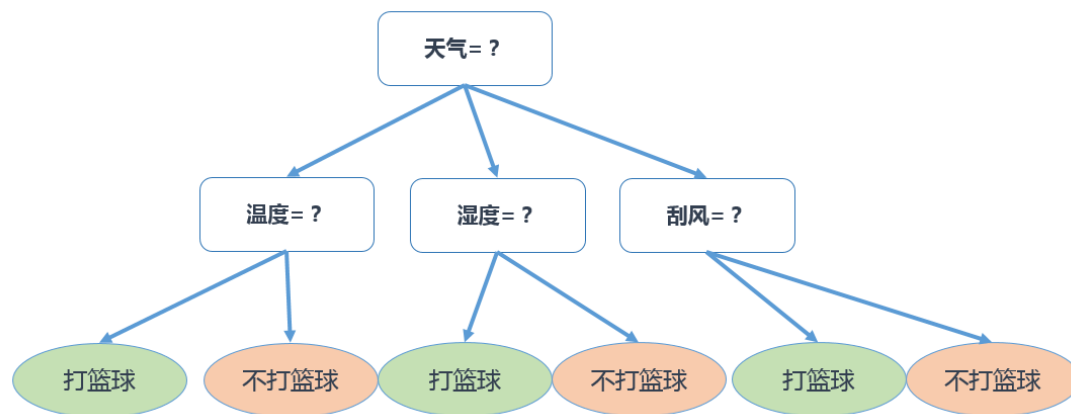 天气= ?
温度= ?
湿度= ?
刮风= ?
打篮球
不打篮球
打篮球
不打篮球
打篮球
不打篮球